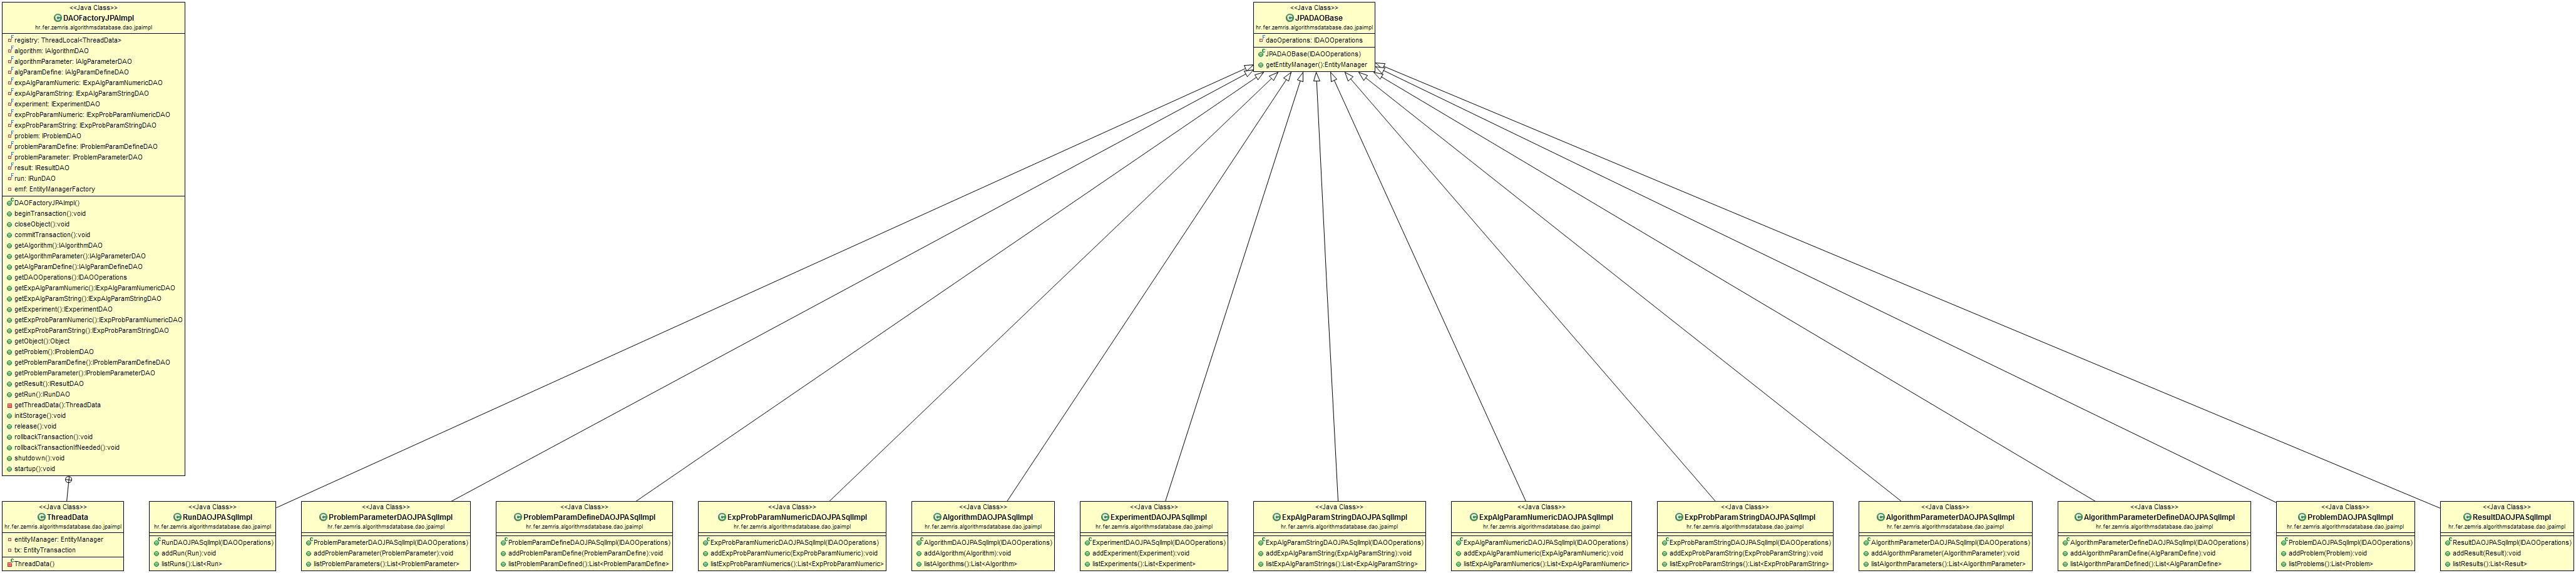 <<Java Class>>
DAOFactoryJPAImpl
hr.fer.zemris.algorithmsdatabase.dao.jpaimpl
registry: ThreadLocal<ThreadData>
algorithm: IAlgorithmDAO
algorithmParameter: IAlgParameterDAO
algParamDefine: IAlgParamDefineDAO
expAlgParamNumeric: IExpAlgParamNumericDAO
expAlgParamString: IExpAlgParamStringDAO
experiment: IExperimentDAO
expProbParamNumeric: IExpProbParamNumericDAO
expProbParamString: IExpProbParamStringDAO
problem: IProblemDAO
problemParamDefine: IProblemParamDefineDAO
problemParameter: IProblemParameterDAO
result: IResultDAO
run: IRunDAO
emf: EntityManagerFactory
DAOFactoryJPAImpl()
beginTransaction():void
closeObject():void
commitTransaction():void
getAlgorithm():IAlgorithmDAO
getAlgorithmParameter():IAlgParameterDAO
getAlgParamDefine():IAlgParamDefineDAO
getDAOOperations():IDAOOperations
getExpAlgParamNumeric():IExpAlgParamNumericDAO
getExpAlgParamString():IExpAlgParamStringDAO
getExperiment():IExperimentDAO
getExpProbParamNumeric():IExpProbParamNumericDAO
getExpProbParamString():IExpProbParamStringDAO
getObject():Object
getProblem():IProblemDAO
getProblemParamDefine():IProblemParamDefineDAO
getProblemParameter():IProblemParameterDAO
getResult():IResultDAO
getRun():IRunDAO
getThreadData():ThreadData
initStorage():void
release():void
rollbackTransaction():void
rollbackTransactionIfNeeded():void
shutdown():void
startup():void
<<Java Class>>
JPADAOBase
hr.fer.zemris.algorithmsdatabase.dao.jpaimpl
daoOperations: IDAOOperations
JPADAOBase(IDAOOperations)
getEntityManager():EntityManager
<<Java Class>>
ThreadData
hr.fer.zemris.algorithmsdatabase.dao.jpaimpl
entityManager: EntityManager
tx: EntityTransaction
ThreadData()
<<Java Class>>
RunDAOJPASqlImpl
hr.fer.zemris.algorithmsdatabase.dao.jpaimpl
RunDAOJPASqlImpl(IDAOOperations)
addRun(Run):void
listRuns():List<Run>
<<Java Class>>
ProblemParameterDAOJPASqlImpl
hr.fer.zemris.algorithmsdatabase.dao.jpaimpl
ProblemParameterDAOJPASqlImpl(IDAOOperations)
addProblemParameter(ProblemParameter):void
listProblemParameters():List<ProblemParameter>
<<Java Class>>
ProblemParamDefineDAOJPASqlImpl
hr.fer.zemris.algorithmsdatabase.dao.jpaimpl
ProblemParamDefineDAOJPASqlImpl(IDAOOperations)
addProblemParamDefine(ProblemParamDefine):void
listProblemParamDefined():List<ProblemParamDefine>
<<Java Class>>
ExpProbParamNumericDAOJPASqlImpl
hr.fer.zemris.algorithmsdatabase.dao.jpaimpl
ExpProbParamNumericDAOJPASqlImpl(IDAOOperations)
addExpProbParamNumeric(ExpProbParamNumeric):void
listExpProbParamNumerics():List<ExpProbParamNumeric>
<<Java Class>>
AlgorithmDAOJPASqlImpl
hr.fer.zemris.algorithmsdatabase.dao.jpaimpl
AlgorithmDAOJPASqlImpl(IDAOOperations)
addAlgorithm(Algorithm):void
listAlgorithms():List<Algorithm>
<<Java Class>>
ExperimentDAOJPASqlImpl
hr.fer.zemris.algorithmsdatabase.dao.jpaimpl
ExperimentDAOJPASqlImpl(IDAOOperations)
addExperiment(Experiment):void
listExperiments():List<Experiment>
<<Java Class>>
ExpAlgParamStringDAOJPASqlImpl
hr.fer.zemris.algorithmsdatabase.dao.jpaimpl
ExpAlgParamStringDAOJPASqlImpl(IDAOOperations)
addExpAlgParamString(ExpAlgParamString):void
listExpAlgParamStrings():List<ExpAlgParamString>
<<Java Class>>
ExpAlgParamNumericDAOJPASqlImpl
hr.fer.zemris.algorithmsdatabase.dao.jpaimpl
ExpAlgParamNumericDAOJPASqlImpl(IDAOOperations)
addExpAlgParamNumeric(ExpAlgParamNumeric):void
listExpAlgParamNumerics():List<ExpAlgParamNumeric>
<<Java Class>>
ExpProbParamStringDAOJPASqlImpl
hr.fer.zemris.algorithmsdatabase.dao.jpaimpl
ExpProbParamStringDAOJPASqlImpl(IDAOOperations)
addExpProbParamString(ExpProbParamString):void
listExpProbParamStrings():List<ExpProbParamString>
<<Java Class>>
AlgorithmParameterDAOJPASqlImpl
hr.fer.zemris.algorithmsdatabase.dao.jpaimpl
AlgorithmParameterDAOJPASqlImpl(IDAOOperations)
addAlgorithmParameter(AlgorithmParameter):void
listAlgorithmParameters():List<AlgorithmParameter>
<<Java Class>>
AlgorithmParameterDefineDAOJPASqlImpl
hr.fer.zemris.algorithmsdatabase.dao.jpaimpl
AlgorithmParameterDefineDAOJPASqlImpl(IDAOOperations)
addAlgorithmParamDefine(AlgParamDefine):void
listAlgorithmParamDefined():List<AlgParamDefine>
<<Java Class>>
ProblemDAOJPASqlImpl
hr.fer.zemris.algorithmsdatabase.dao.jpaimpl
ProblemDAOJPASqlImpl(IDAOOperations)
addProblem(Problem):void
listProblems():List<Problem>
<<Java Class>>
ResultDAOJPASqlImpl
hr.fer.zemris.algorithmsdatabase.dao.jpaimpl
ResultDAOJPASqlImpl(IDAOOperations)
addResult(Result):void
listResults():List<Result>